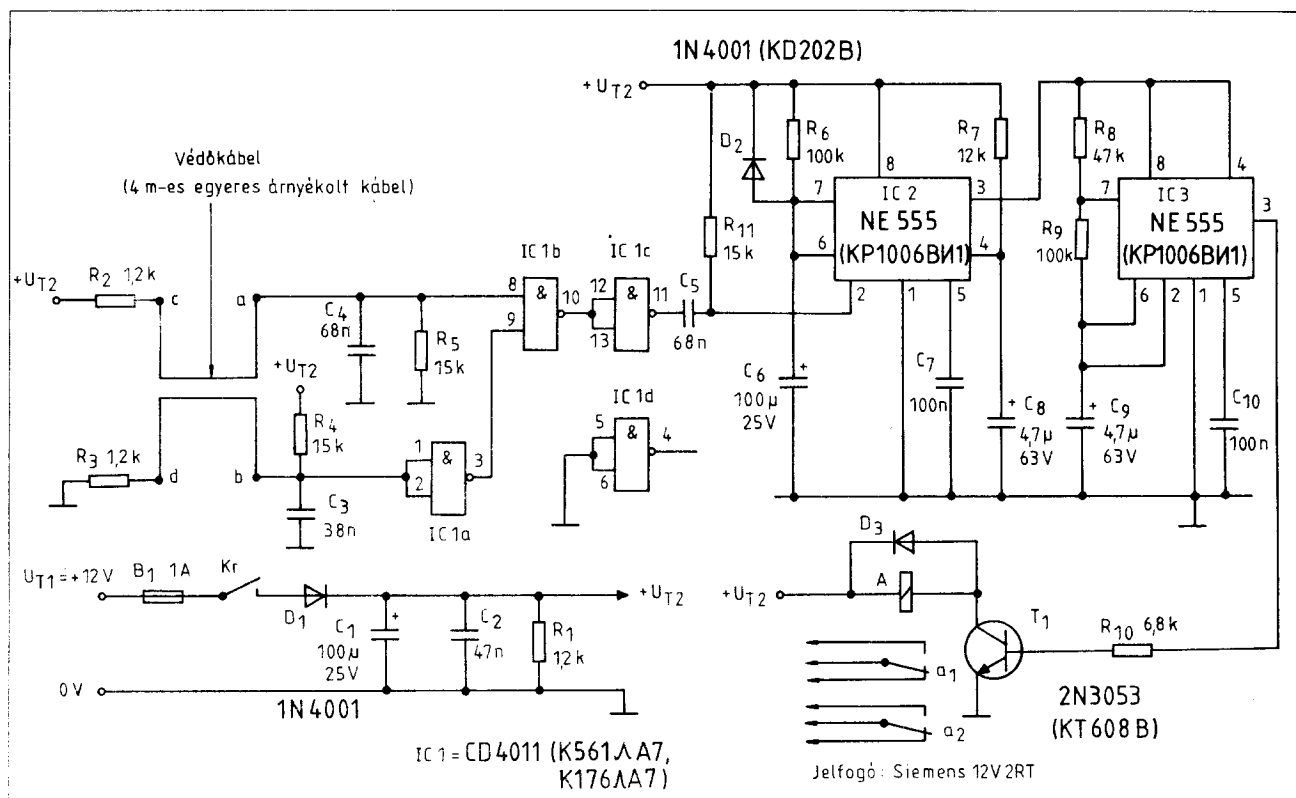 1N4001 (KD202B)
+UT2
Védőkábel
(4 m-es egyeres árnyékolt kábel)
D2
R6
100k
8
R7
12k
R8
47k
8
4
7
IC 2
3
NE 555
(KP1006BИ1)
6
4
2
1
5
7
IC 3
3
NE 555
(KP1006BИ1)
R9
100k
6
2
1
5
R11
15k
+UT2
R2 1,2k
c
a
C4
68n
R5
15k
IC 1b
8
&
10
9
IC 1c
12
&
11
13
C5
68n
C6
+
100µ
25V
C7
100n
+
C8
4,7µ
63V
+
C9
4,7µ
63V
C10
100n
+UT2
R4
15k
R3 1,2k
d
b
C3
38n
1
&
3
2
IC1a
IC 1d
5
&
4
6
UT1=+12V
B1 1A
Kr
D1
+UT2
C1
+
100µ
25V
C2
47n
R1
1,2k
0V
1N4001
D3
+UT2
A
T1
R10 6,8k
a1
a2
2N3053
(KT608B)
IC 1 = CD4011 (K561ΛA7,
K176ΛA7)
Jelfogó: Siemens 12V 2RT